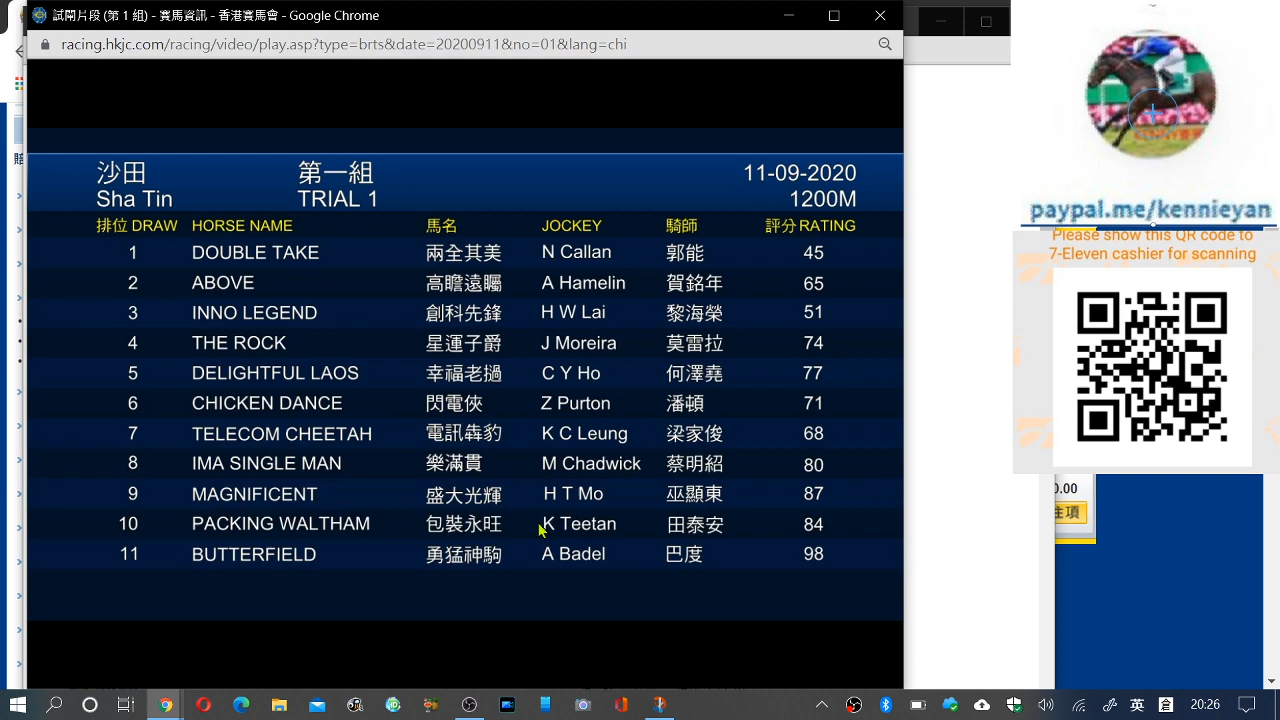 試閘片段 (第 1 組) - 賽馬資訊 - 香港賽馬會 - Google Chrome
racing.hkjc.com/racing/video/play.asp?type=brts&date=20200911&no=01&lang=chi
沙田 第一組 11-09-2020
Sha Tin TRIAL 1 1200M
排位 DRAW HORSE NAME 馬名 JOCKEY 騎師 評分 RATING
1 DOUBLE TAKE 兩全其美 N Callan 郭能 45
2 ABOVE 高瞻遠矚 A Hamelin 賀銘年 65
3 INNO LEGEND 創科先鋒 H W Lai 黎海榮 51
4 THE ROCK 星運子爵 J Moreira 莫雷拉 74
5 DELIGHTFUL LAOS 幸福老撾 C Y Ho 何澤堯 77
6 CHICKEN DANCE 閃電俠 Z Purton 潘頓 71
7 TELECOM CHEETAH 電訊犇豹 K C Leung 梁家俊 68
8 IMA SINGLE MAN 樂滿貫 M Chadwick 蔡明紹 80
9 MAGNIFICENT 盛大光輝 H T Mo 巫顯東 87
10 PACKING WALTHAM 包裝永旺 K Teetan 田泰安 84
11 BUTTERFIELD 勇猛神駒 A Badel 巴度 98
paypal.me/kennieyan
Please show this QR code to
7-Eleven cashier for scanning
0.00
注項
英 20:26